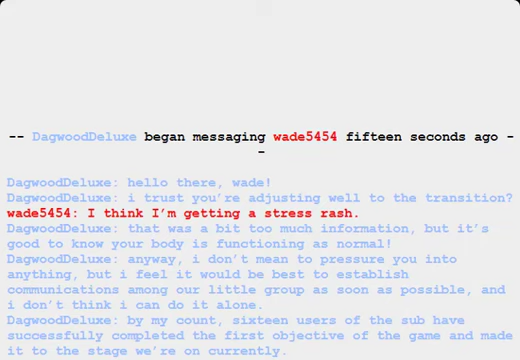 -- DagwoodDeluxe began messaging wade5454 fifteen seconds ago -
-
DagwoodDeluxe: hello there, wade!
DagwoodDeluxe: i trust you’re adjusting well to the transition?
wade5454: I think I’m getting a stress rash.
DagwoodDeluxe: that was a bit too much information, but it’s
good to know your body is functioning as normal!
DagwoodDeluxe: anyway, i don’t mean to pressure you into
anything, but i feel it would be best to establish
communications among our little group as soon as possible, and
i don’t think i can do it alone.
DagwoodDeluxe: by my count, sixteen users of the sub have
successfully completed the first objective of the game and made
it to the stage we’re on currently.